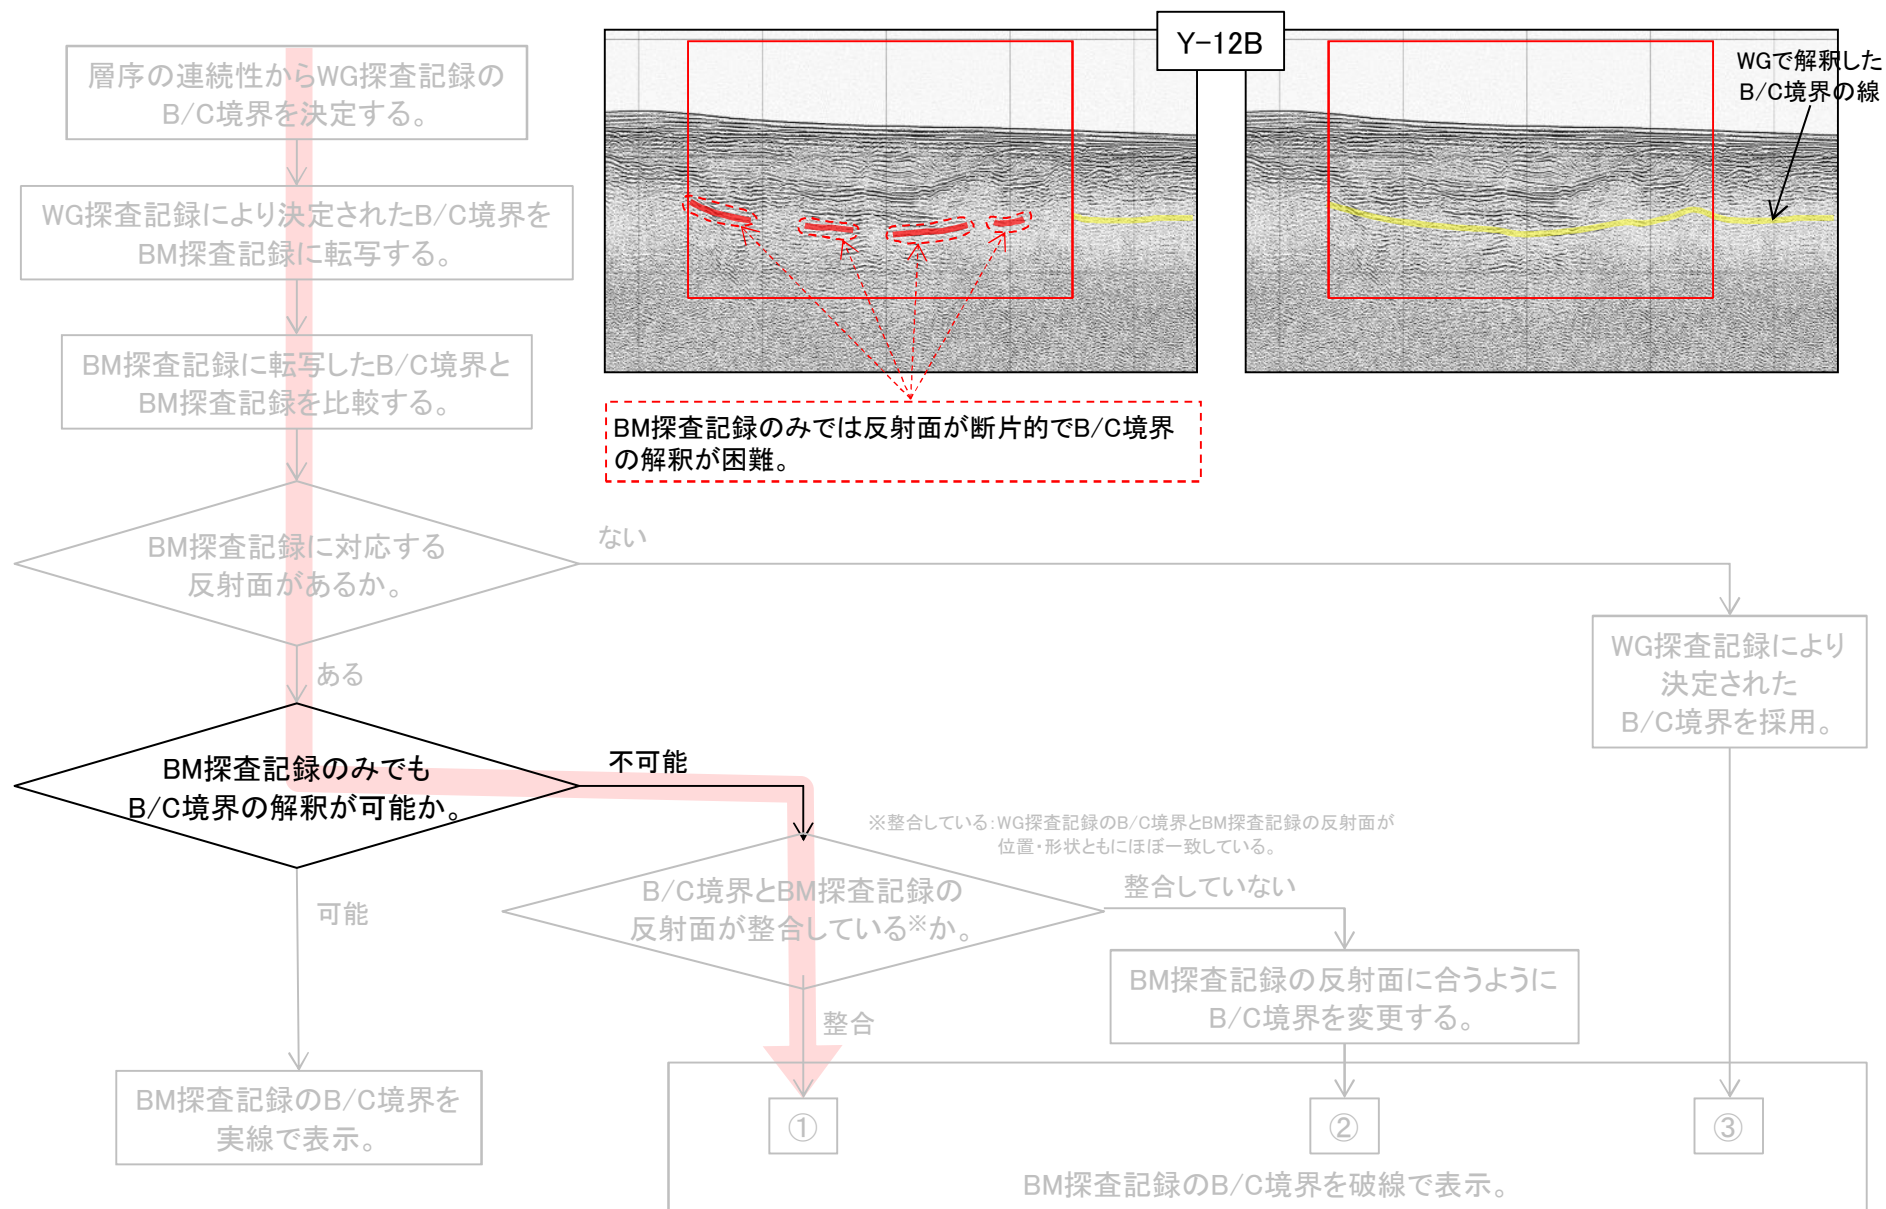 層序の連続性からWG探査記録の
B/C境界を決定する。
WG探査記録により決定されたB/C境界を
BM探査記録に転写する。
BM探査記録に転写したB/C境界と
BM探査記録を比較する。
Y-12B
WGで解釈した
B/C境界の線
BM探査記録のみでは反射面が断片的でB/C境界
の解釈が困難。
BM探査記録に対応する
反射面があるか。
ない
ある
WG探査記録により
決定された
B/C境界を採用。
BM探査記録のみでも
B/C境界の解釈が可能か。
不可能
可能
※整合している：WG探査記録のB/C境界とBM探査記録の反射面が
位置・形状ともにほぼ一致している。
B/C境界とBM探査記録の
反射面が整合している※か。
整合していない
整合
BM探査記録の反射面に合うように
B/C境界を変更する。
BM探査記録のB/C境界を
実線で表示。
①
②
③
BM探査記録のB/C境界を破線で表示。